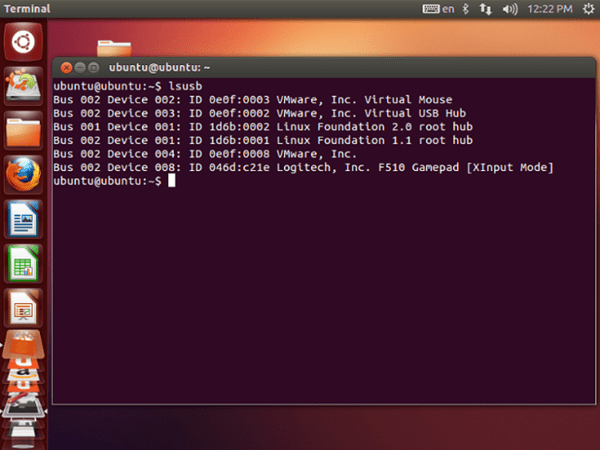 Terminal
en
12:22 PM
ubuntu@ubuntu: ~
ubuntu@ubuntu:~$ lsusb
Bus 002 Device 002: ID 0e0f:0003 VMware, Inc. Virtual Mouse
Bus 002 Device 003: ID 0e0f:0002 VMware, Inc. Virtual USB Hub
Bus 001 Device 001: ID 1d6b:0002 Linux Foundation 2.0 root hub
Bus 002 Device 001: ID 1d6b:0001 Linux Foundation 1.1 root hub
Bus 002 Device 004: ID 0e0f:0008 VMware, Inc.
Bus 002 Device 008: ID 046d:c21e Logitech, Inc. F510 Gamepad [XInput Mode]
ubuntu@ubuntu:~$